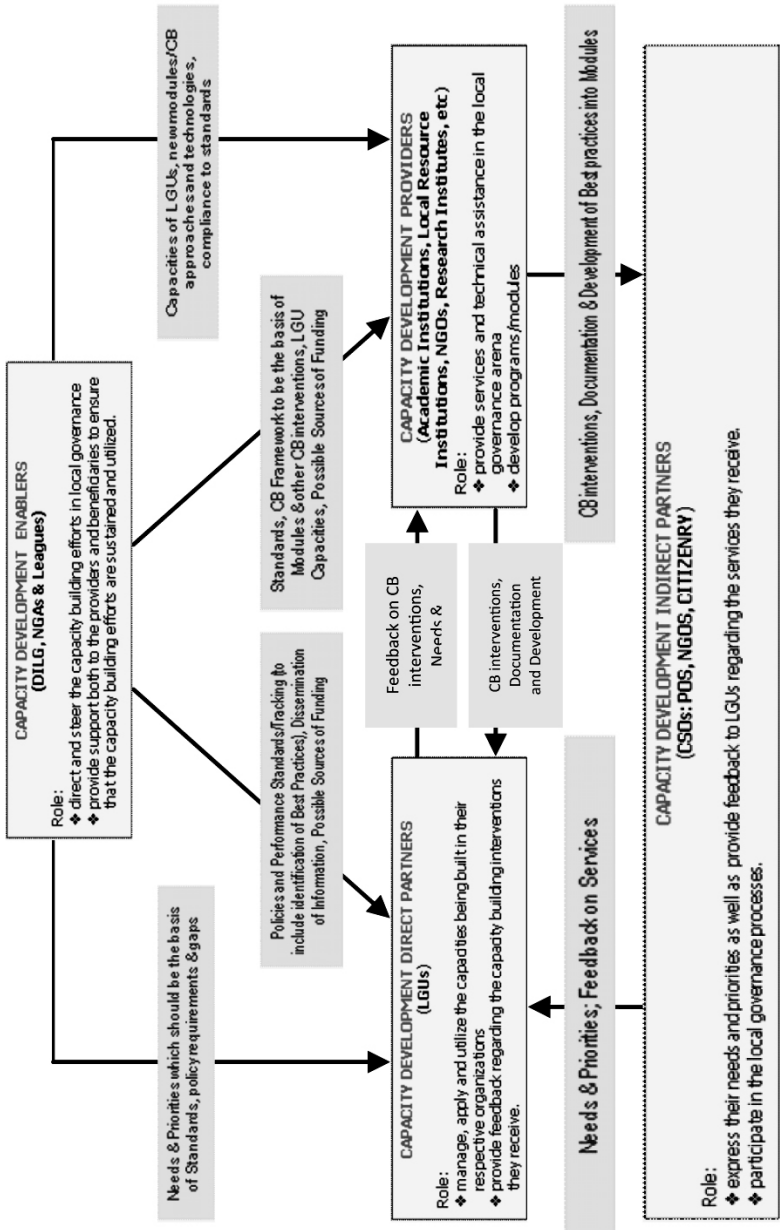 CAPACITY DEVELOPMENT ENABLERS
(DILG, NGAs & Leagues)
Role:
❖ direct and steer the capacity building efforts in local governance
❖ provide support both to the providers and beneficiaries to ensure
that the capacity building efforts are sustained and utilized.
Needs & Priorities which should be the basis
of Standards, policy requirements & gaps
Capacities of LGUs, new modules/CB
approaches and technologies,
compliance to standards
Policies and Performance Standards/Tracking (to
include identification of Best Practices), Dissemination
of Information, Possible Sources of Funding
Standards, CB Framework to be the basis of
Modules & other CB interventions, LGU
Capacities, Possible Sources of Funding
CAPACITY DEVELOPMENT DIRECT PARTNERS
(LGUs)
Role:
❖ manage, apply and utilize the capacities being built in their
respective organizations
❖ provide feedback regarding the capacity building interventions
they receive.
Feedback on CB
interventions,
Needs &
CB interventions,
Documentation
and Development
CAPACITY DEVELOPMENT PROVIDERS
(Academic Institutions, Local Resource
Institutions, NGOs, Research Institutes, etc)
Role:
❖ provide services and technical assistance in the local
governance arena
❖ develop programs/modules
Needs & Priorities; Feedback on Services
CB interventions, Documentation & Development of Best practices into Modules
CAPACITY DEVELOPMENT INDIRECT PARTNERS
(CSOs: POS, NGOS, CITIZENRY)
Role:
❖ express their needs and priorities as well as provide feedback to LGUs regarding the services they receive.
❖ participate in the local governance processes.